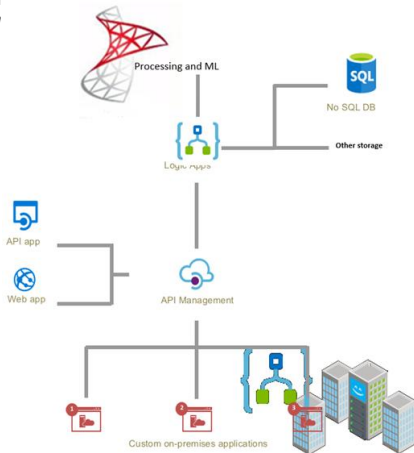 Processing and ML
SQL
No SQL DB
Other storage
Logic Apps
API app
Web app
API Management
1
2
3
Custom on-premises applications